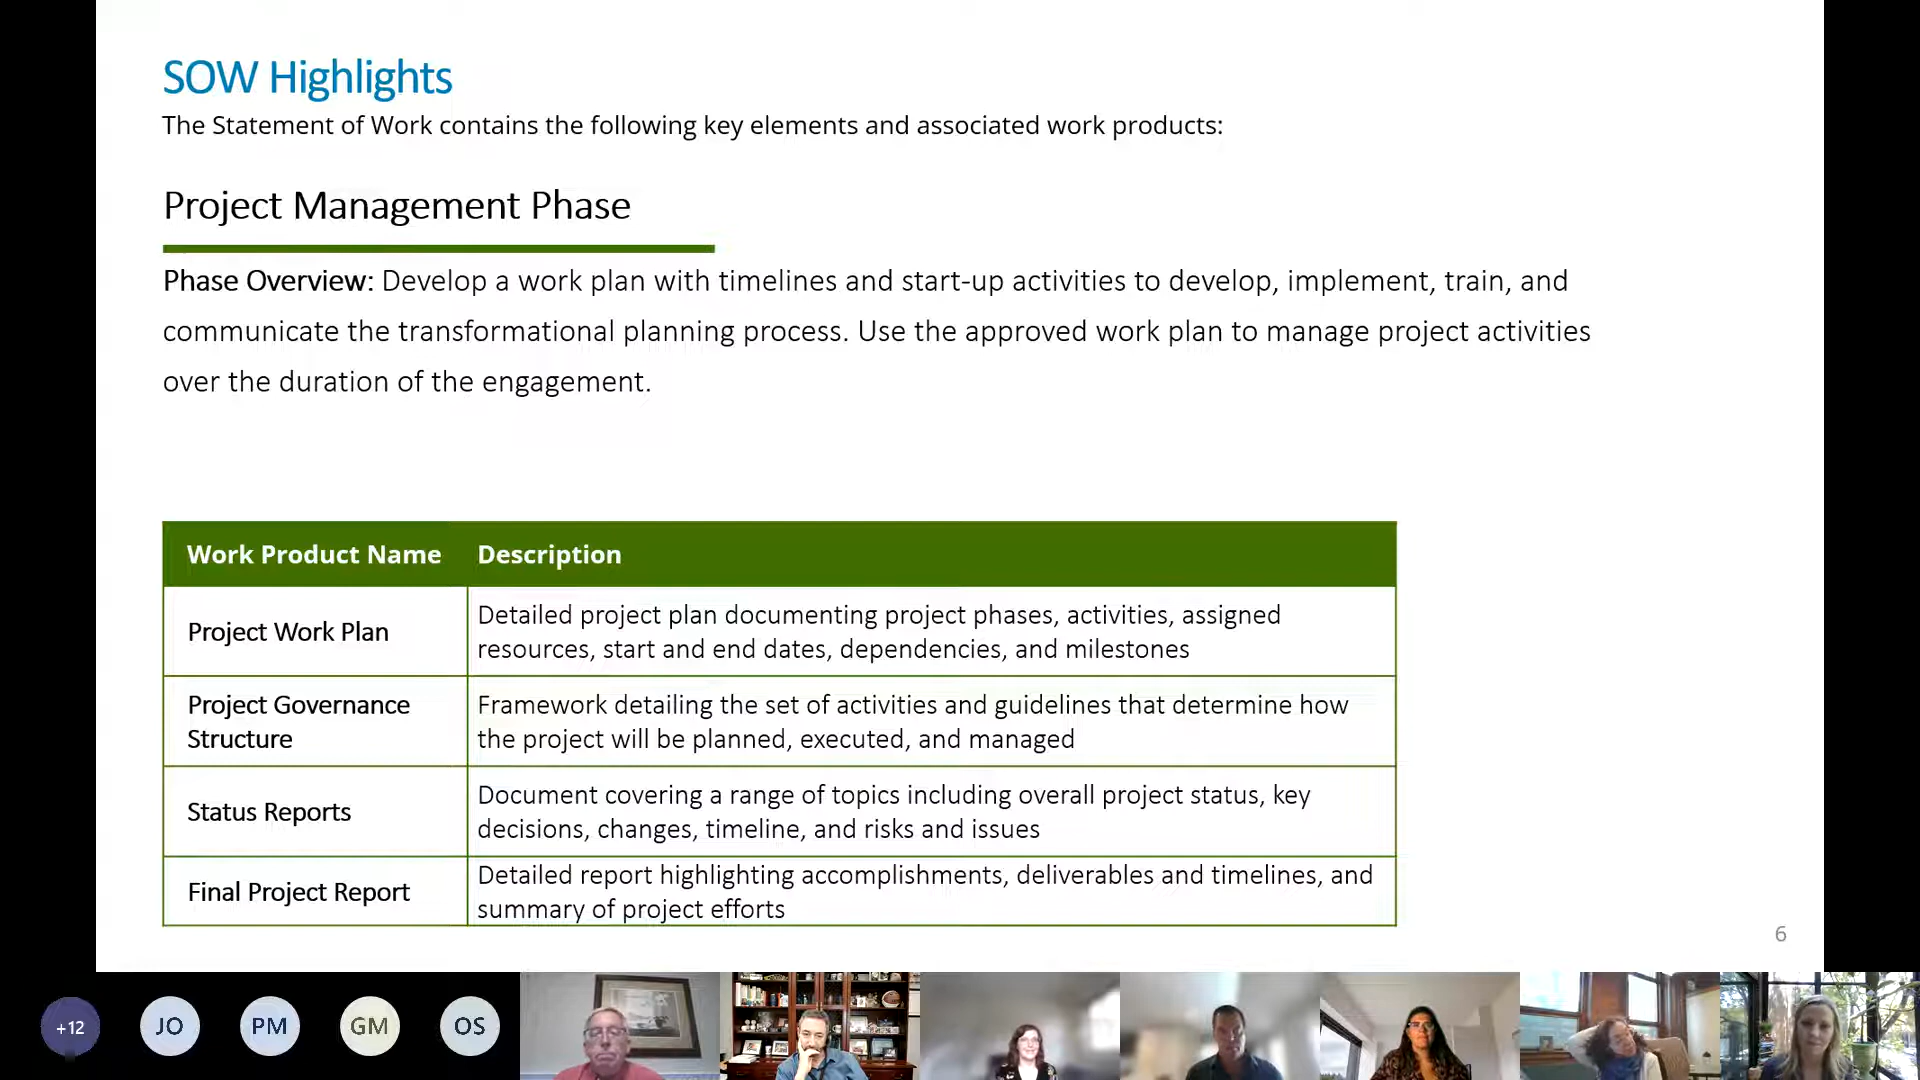 SOW Highlights
The Statement of Work contains the following key elements and associated work products:
Project Management Phase
Phase Overview: Develop a work plan with timelines and start-up activities to develop, implement, train, and
communicate the transformational planning process. Use the approved work plan to manage project activities
over the duration of the engagement.
Work Product Name Description
Project Work Plan
Detailed project plan documenting project phases, activities, assigned
resources, start and end dates, dependencies, and milestones
Project Governance
Structure
Framework detailing the set of activities and guidelines that determine how
the project will be planned, executed, and managed
Status Reports
Document covering a range of topics including overall project status, key
decisions, changes, timeline, and risks and issues
Final Project Report
Detailed report highlighting accomplishments, deliverables and timelines, and
summary of project efforts
6
+12 JO PM GM OS